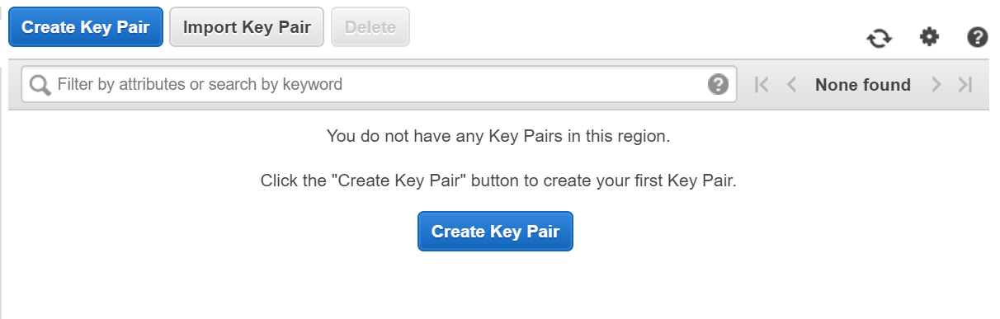 Create Key Pair Import Key Pair Delete
Filter by attributes or search by keyword ? None found
You do not have any Key Pairs in this region.
Click the "Create Key Pair" button to create your first Key Pair.
Create Key Pair